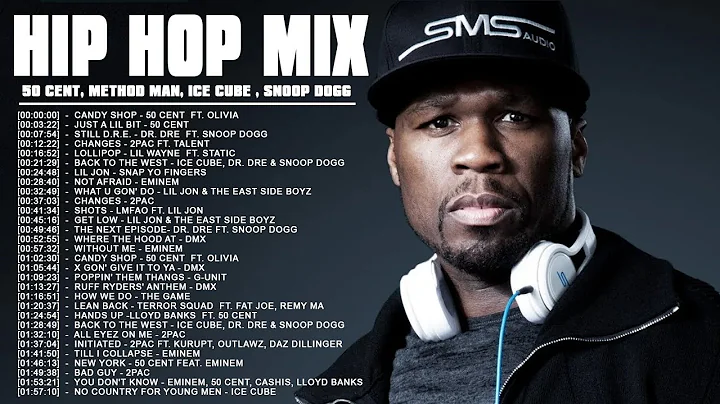 HIP HOP MIX
50 CENT, METHOD MAN, ICE CUBE , SNOOP DOGG
[00:00:00] - CANDY SHOP - 50 CENT FT. OLIVIA
[00:03:22] - JUST A LIL BIT - 50 CENT
[00:07:54] - STILL D.R.E. - DR. DRE FT. SNOOP DOGG
[00:12:22] - CHANGES - 2PAC FT. TALENT
[00:16:52] - LOLLIPOP - LIL WAYNE FT. STATIC
[00:21:29] - BACK TO THE WEST - ICE CUBE, DR. DRE & SNOOP DOGG
[00:24:48] - LIL JON - SNAP YO FINGERS
[00:28:40] - NOT AFRAID - EMINEM
[00:32:49] - WHAT U GON' DO - LIL JON & THE EAST SIDE BOYZ
[00:37:03] - CHANGES - 2PAC
[00:41:34] - SHOTS - LMFAO FT. LIL JON
[00:45:16] - GET LOW - LIL JON & THE EAST SIDE BOYZ
[00:49:46] - THE NEXT EPISODE- DR. DRE FT. SNOOP DOGG
[00:52:55] - WHERE THE HOOD AT - DMX
[00:57:32] - WITHOUT ME - EMINEM
[01:02:30] - CANDY SHOP - 50 CENT FT. OLIVIA
[01:05:44] - X GON' GIVE IT TO YA - DMX
[01:09:23] - POPPIN' THEM THANGS - G-UNIT
[01:13:27] - RUFF RYDERS' ANTHEM - DMX
[01:16:51] - HOW WE DO - THE GAME
[01:20:37] - LEAN BACK - TERROR SQUAD FT. FAT JOE, REMY MA
[01:24:54] - HANDS UP -LLOYD BANKS FT. 50 CENT
[01:28:49] - BACK TO THE WEST - ICE CUBE, DR. DRE & SNOOP DOGG
[01:32:10] - ALL EYEZ ON ME - 2PAC
[01:37:04] - INITIATED - 2PAC FT. KURUPT, OUTLAWZ, DAZ DILLINGER
[01:41:50] - TILL I COLLAPSE - EMINEM
[01:46:13] - NEW YORK - 50 CENT FEAT. EMINEM
[01:49:38] - BAD GUY - 2PAC
[01:53:21] - YOU DON'T KNOW - EMINEM, 50 CENT, CASHIS, LLOYD BANKS
[01:57:10] - NO COUNTRY FOR YOUNG MEN - ICE CUBE
SMS
AUDIO